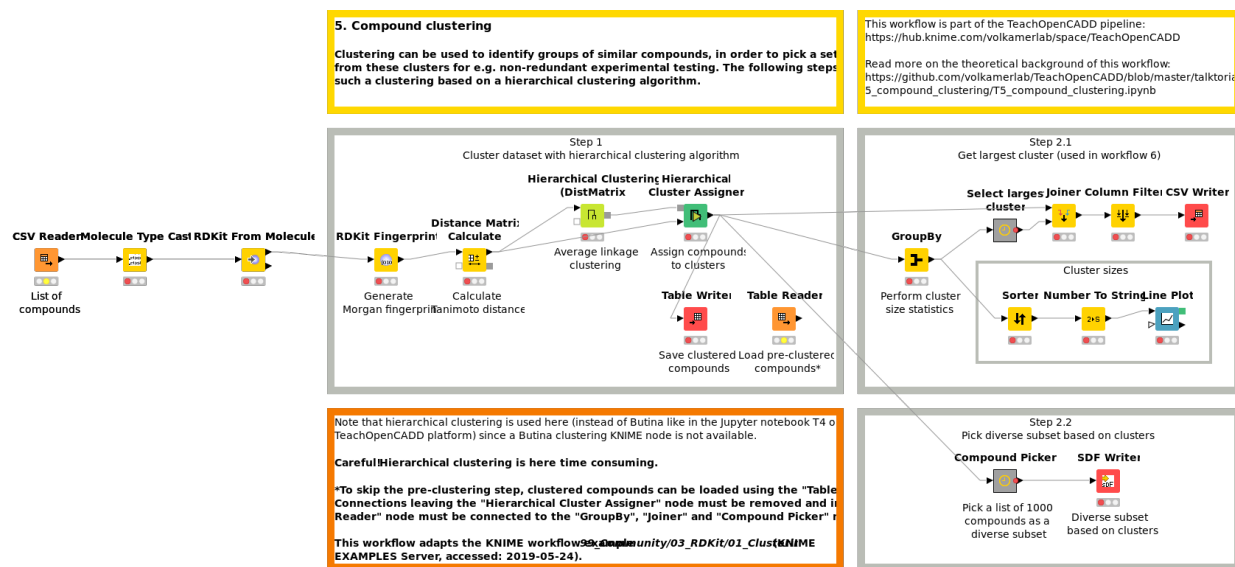 5. Compound clustering
Clustering can be used to identify groups of similar compounds, in order to pick a set
from these clusters for e.g. non-redundant experimental testing. The following steps
such a clustering based on a hierarchical clustering algorithm.
This workflow is part of the TeachOpenCADD pipeline:
https://hub.knime.com/volkamerlab/space/TeachOpenCADD
Read more on the theoretical background of this workflow:
https://github.com/volkamerlab/TeachOpenCADD/blob/master/talktoria
5_compound_clustering/T5_compound_clustering.ipynb
CSV Reader
List of
compounds
Molecule Type Cast
RDKit From Molecule
Step 1
Cluster dataset with hierarchical clustering algorithm
RDKit Fingerprint
Generate
Morgan fingerprin
Distance Matrix
Calculate
Calculate
Tanimoto distance
Hierarchical Clustering
(DistMatrix
Average linkage
clustering
Hierarchical
Cluster Assigner
Assign compounds
to clusters
Table Writer
Save clustered
compounds
Table Reader
Load pre-clustered
compounds*
Step 2.1
Get largest cluster (used in workflow 6)
GroupBy
Perform cluster
size statistics
Select larges
cluster
Joiner
Column Filter
CSV Writer
Cluster sizes
Sorter
Number To String
2▸S
Line Plot
Note that hierarchical clustering is used here (instead of Butina like in the Jupyter notebook T4 o
TeachOpenCADD platform) since a Butina clustering KNIME node is not available.
Careful! Hierarchical clustering is here time consuming.
*To skip the pre-clustering step, clustered compounds can be loaded using the "Table
Connections leaving the "Hierarchical Cluster Assigner" node must be removed and i
Reader" node must be connected to the "GroupBy", "Joiner" and "Compound Picker"
This workflow adapts the KNIME workflow example
EXAMPLES Server, accessed: 2019-05-24).
Step 2.2
Pick diverse subset based on clusters
Compound Picker
Pick a list of 1000
compounds as a
diverse subset
SDF Writer
SDF
Diverse subset
based on clusters